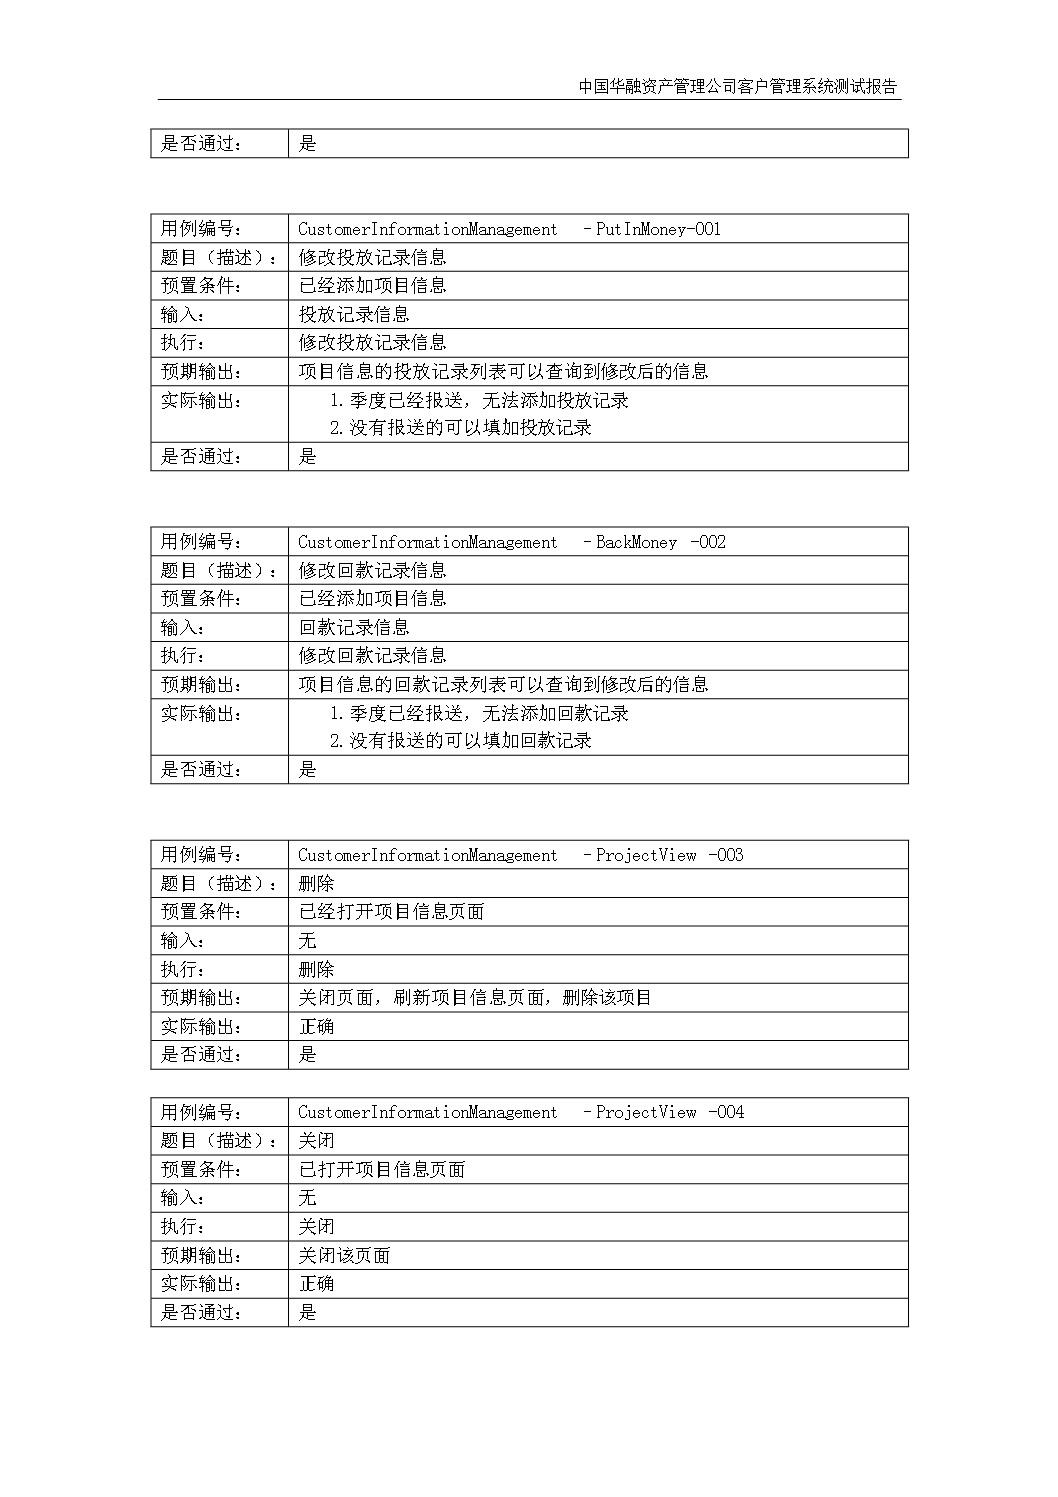 中国华融资产管理公司客户管理系统测试报告
是否通过： 是
用例编号： CustomerInformationManagement －PutInMoney-001
题目（描述）： 修改投放记录信息
预置条件： 已经添加项目信息
输入： 投放记录信息
执行： 修改投放记录信息
预期输出： 项目信息的投放记录列表可以查询到修改后的信息
实际输出： 1.季度已经报送，无法添加投放记录
2.没有报送的可以填加投放记录
是否通过： 是
用例编号： CustomerInformationManagement －BackMoney -002
题目（描述）： 修改回款记录信息
预置条件： 已经添加项目信息
输入： 回款记录信息
执行： 修改回款记录信息
预期输出： 项目信息的回款记录列表可以查询到修改后的信息
实际输出： 1.季度已经报送，无法添加回款记录
2.没有报送的可以填加回款记录
是否通过： 是
用例编号： CustomerInformationManagement －ProjectView -003
题目（描述）： 删除
预置条件： 已经打开项目信息页面
输入： 无
执行： 删除
预期输出： 关闭页面，刷新项目信息页面，删除该项目
实际输出： 正确
是否通过： 是
用例编号： CustomerInformationManagement －ProjectView -004
题目（描述）： 关闭
预置条件： 已打开项目信息页面
输入： 无
执行： 关闭
预期输出： 关闭该页面
实际输出： 正确
是否通过： 是